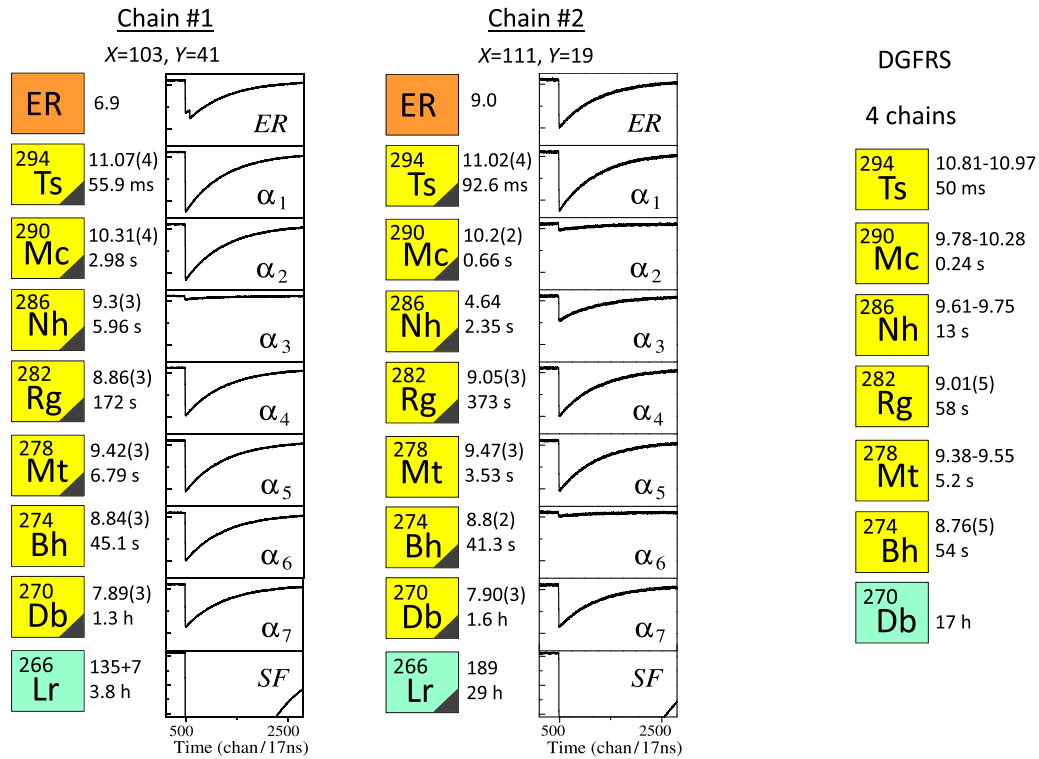 Chain #1
X=103, Y=41
ER 6.9
ER
294 Ts 11.07(4)
55.9 ms
α1
290 Mc 10.31(4)
2.98 s
α2
286 Nh 9.3(3)
5.96 s
α3
282 Rg 8.86(3)
172 s
α4
278 Mt 9.42(3)
6.79 s
α5
274 Bh 8.84(3)
45.1 s
α6
270 Db 7.89(3)
1.3 h
α7
266 Lr 135+7
3.8 h
SF
500 2500
Time (chan/17ns)
Chain #2
X=111, Y=19
ER 9.0
ER
294 Ts 11.02(4)
92.6 ms
α1
290 Mc 10.2(2)
0.66 s
α2
286 Nh 4.64
2.35 s
α3
282 Rg 9.05(3)
373 s
α4
278 Mt 9.47(3)
3.53 s
α5
274 Bh 8.8(2)
41.3 s
α6
270 Db 7.90(3)
1.6 h
α7
266 Lr 189
29 h
SF
500 2500
Time (chan/17ns)
DGFRS
4 chains
294 Ts 10.81-10.97
50 ms
290 Mc 9.78-10.28
0.24 s
286 Nh 9.61-9.75
13 s
282 Rg 9.01(5)
58 s
278 Mt 9.38-9.55
5.2 s
274 Bh 8.76(5)
54 s
270 Db 17 h